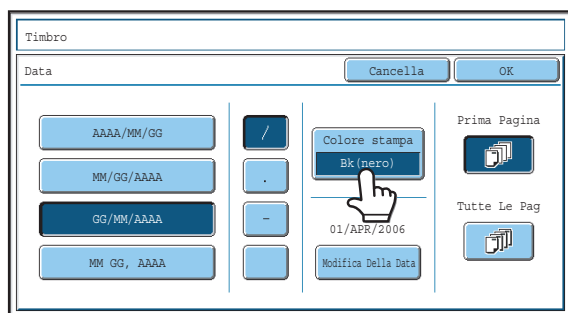 Timbro
Data
Cancella
OK
AAAA/MM/GG
MM/GG/AAAA
GG/MM/AAAA
MM GG, AAAA
/
.
-
Colore stampa
Bk(nero)
01/APR/2006
Modifica Della Data
Prima Pagina
Tutte Le Pag